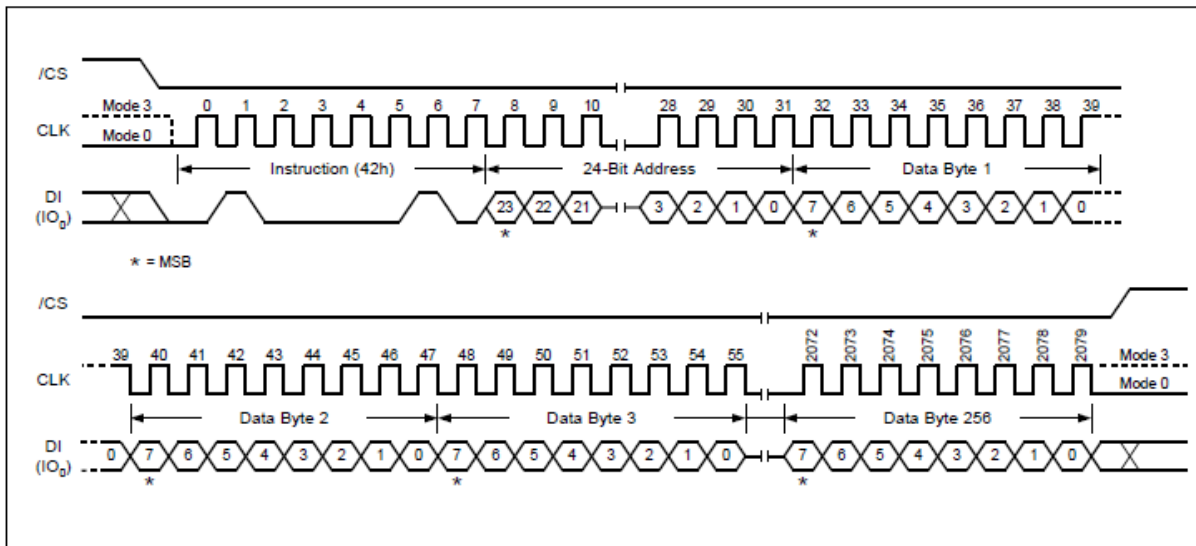 /CS
Mode 3 0 1 2 3 4 5 6 7 8 9 10 28 29 30 31 32 33 34 35 36 37 38 39
CLK Mode 0
Instruction (42h) 24-Bit Address Data Byte 1
DI
(IO0) 23 22 21 3 2 1 0 7 6 5 4 3 2 1 0
* *
* = MSB
/CS
39 40 41 42 43 44 45 46 47 48 49 50 51 52 53 54 55 2072 2073 2074 2075 2076 2077 2078 2079 Mode 3
CLK Mode 0
Data Byte 2 Data Byte 3 Data Byte 256
DI
(IO0) 0 7 6 5 4 3 2 1 0 7 6 5 4 3 2 1 0 7 6 5 4 3 2 1 0
* * *